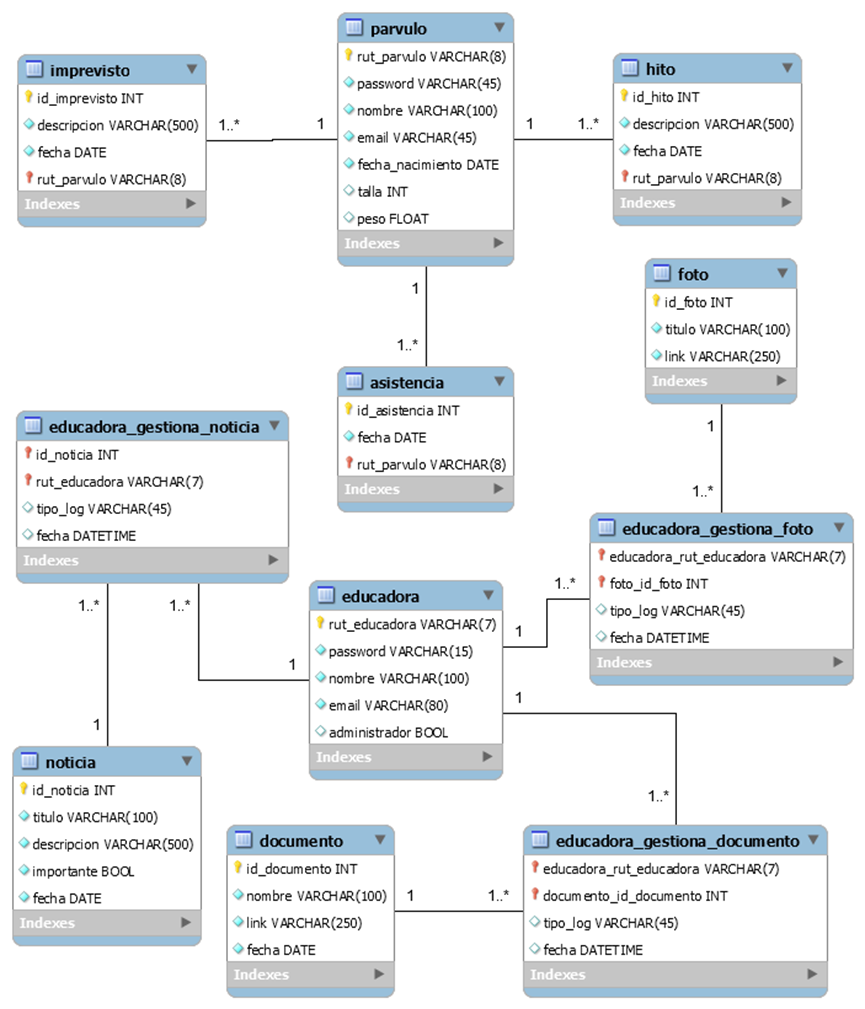 imprevisto
id_imprevisto INT
descripcion VARCHAR(500)
fecha DATE
rut_parvulo VARCHAR(8)
Indexes
1..*
1
parvulo
rut_parvulo VARCHAR(8)
password VARCHAR(45)
nombre VARCHAR(100)
email VARCHAR(45)
fecha_nacimiento DATE
talla INT
peso FLOAT
Indexes
1
1..*
hito
id_hito INT
descripcion VARCHAR(500)
fecha DATE
rut_parvulo VARCHAR(8)
Indexes
1
1..*
asistencia
id_asistencia INT
fecha DATE
rut_parvulo VARCHAR(8)
Indexes
foto
id_foto INT
titulo VARCHAR(100)
link VARCHAR(250)
Indexes
1
1..*
educadora_gestiona_noticia
id_noticia INT
rut_educadora VARCHAR(7)
tipo_log VARCHAR(45)
fecha DATETIME
Indexes
1..*
1..*
1
1
educadora_gestiona_foto
educadora_rut_educadora VARCHAR(7)
foto_id_foto INT
tipo_log VARCHAR(45)
fecha DATETIME
Indexes
educadora
rut_educadora VARCHAR(7)
password VARCHAR(15)
nombre VARCHAR(100)
email VARCHAR(80)
administrador BOOL
Indexes
1
1..*
1
1..*
noticia
id_noticia INT
titulo VARCHAR(100)
descripcion VARCHAR(500)
importante BOOL
fecha DATE
Indexes
documento
id_documento INT
nombre VARCHAR(100)
link VARCHAR(250)
fecha DATE
Indexes
1
1..*
educadora_gestiona_documento
educadora_rut_educadora VARCHAR(7)
documento_id_documento INT
tipo_log VARCHAR(45)
fecha DATETIME
Indexes